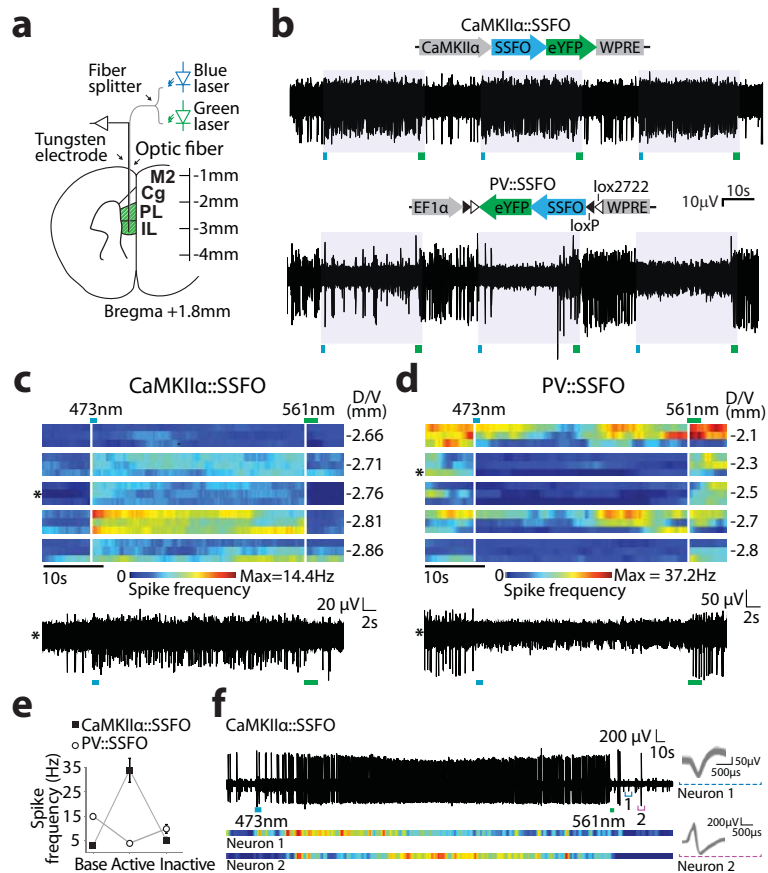 a
Fiber
splitter
Blue
laser
Green
laser
Tungsten
electrode
Optic fiber
M2
Cg
PL
IL
-1mm
-2mm
-3mm
-4mm
Bregma +1.8mm
b
CaMKIIα::SSFO
CaMKIIα SSFO eYFP WPRE
PV::SSFO
lox2722
EF1α eYFP SSFO WPRE
loxP
10μV
10s
c
CaMKIIα::SSFO
473nm
561nm
D/V
(mm)
-2.66
-2.71
*
-2.76
-2.81
-2.86
10s
0
Max=14.4Hz
Spike frequency
20 μV
2s
*
d
PV::SSFO
473nm
561nm
D/V
(mm)
-2.1
-2.3
*
-2.5
-2.7
-2.8
10s
0
Max = 37.2Hz
Spike frequency
50 μV
2s
*
e
CaMKIIα::SSFO
PV::SSFO
Spike
frequency (Hz)
35
25
15
5
Base Active Inactive
f
CaMKIIα::SSFO
200 μV
10s
1
2
473nm
561nm
Neuron 1
Neuron 2
50μV
500μs
Neuron 1
200μV
500μs
Neuron 2